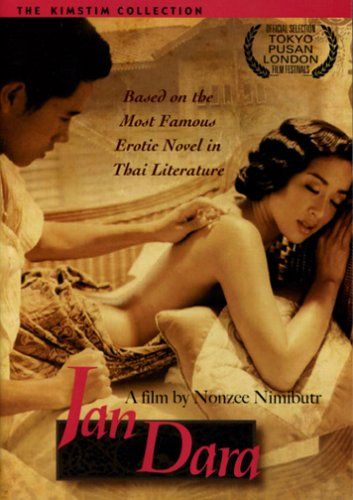 THE KIMSTIM COLLECTION
OFFICIAL SELECTION
TOKYO
PUSAN
LONDON
FILM FESTIVALS
Based on the
Most Famous
Erotic Novel in
Thai Literature
A film by Nonzee Nimibutr
Jan
Dara